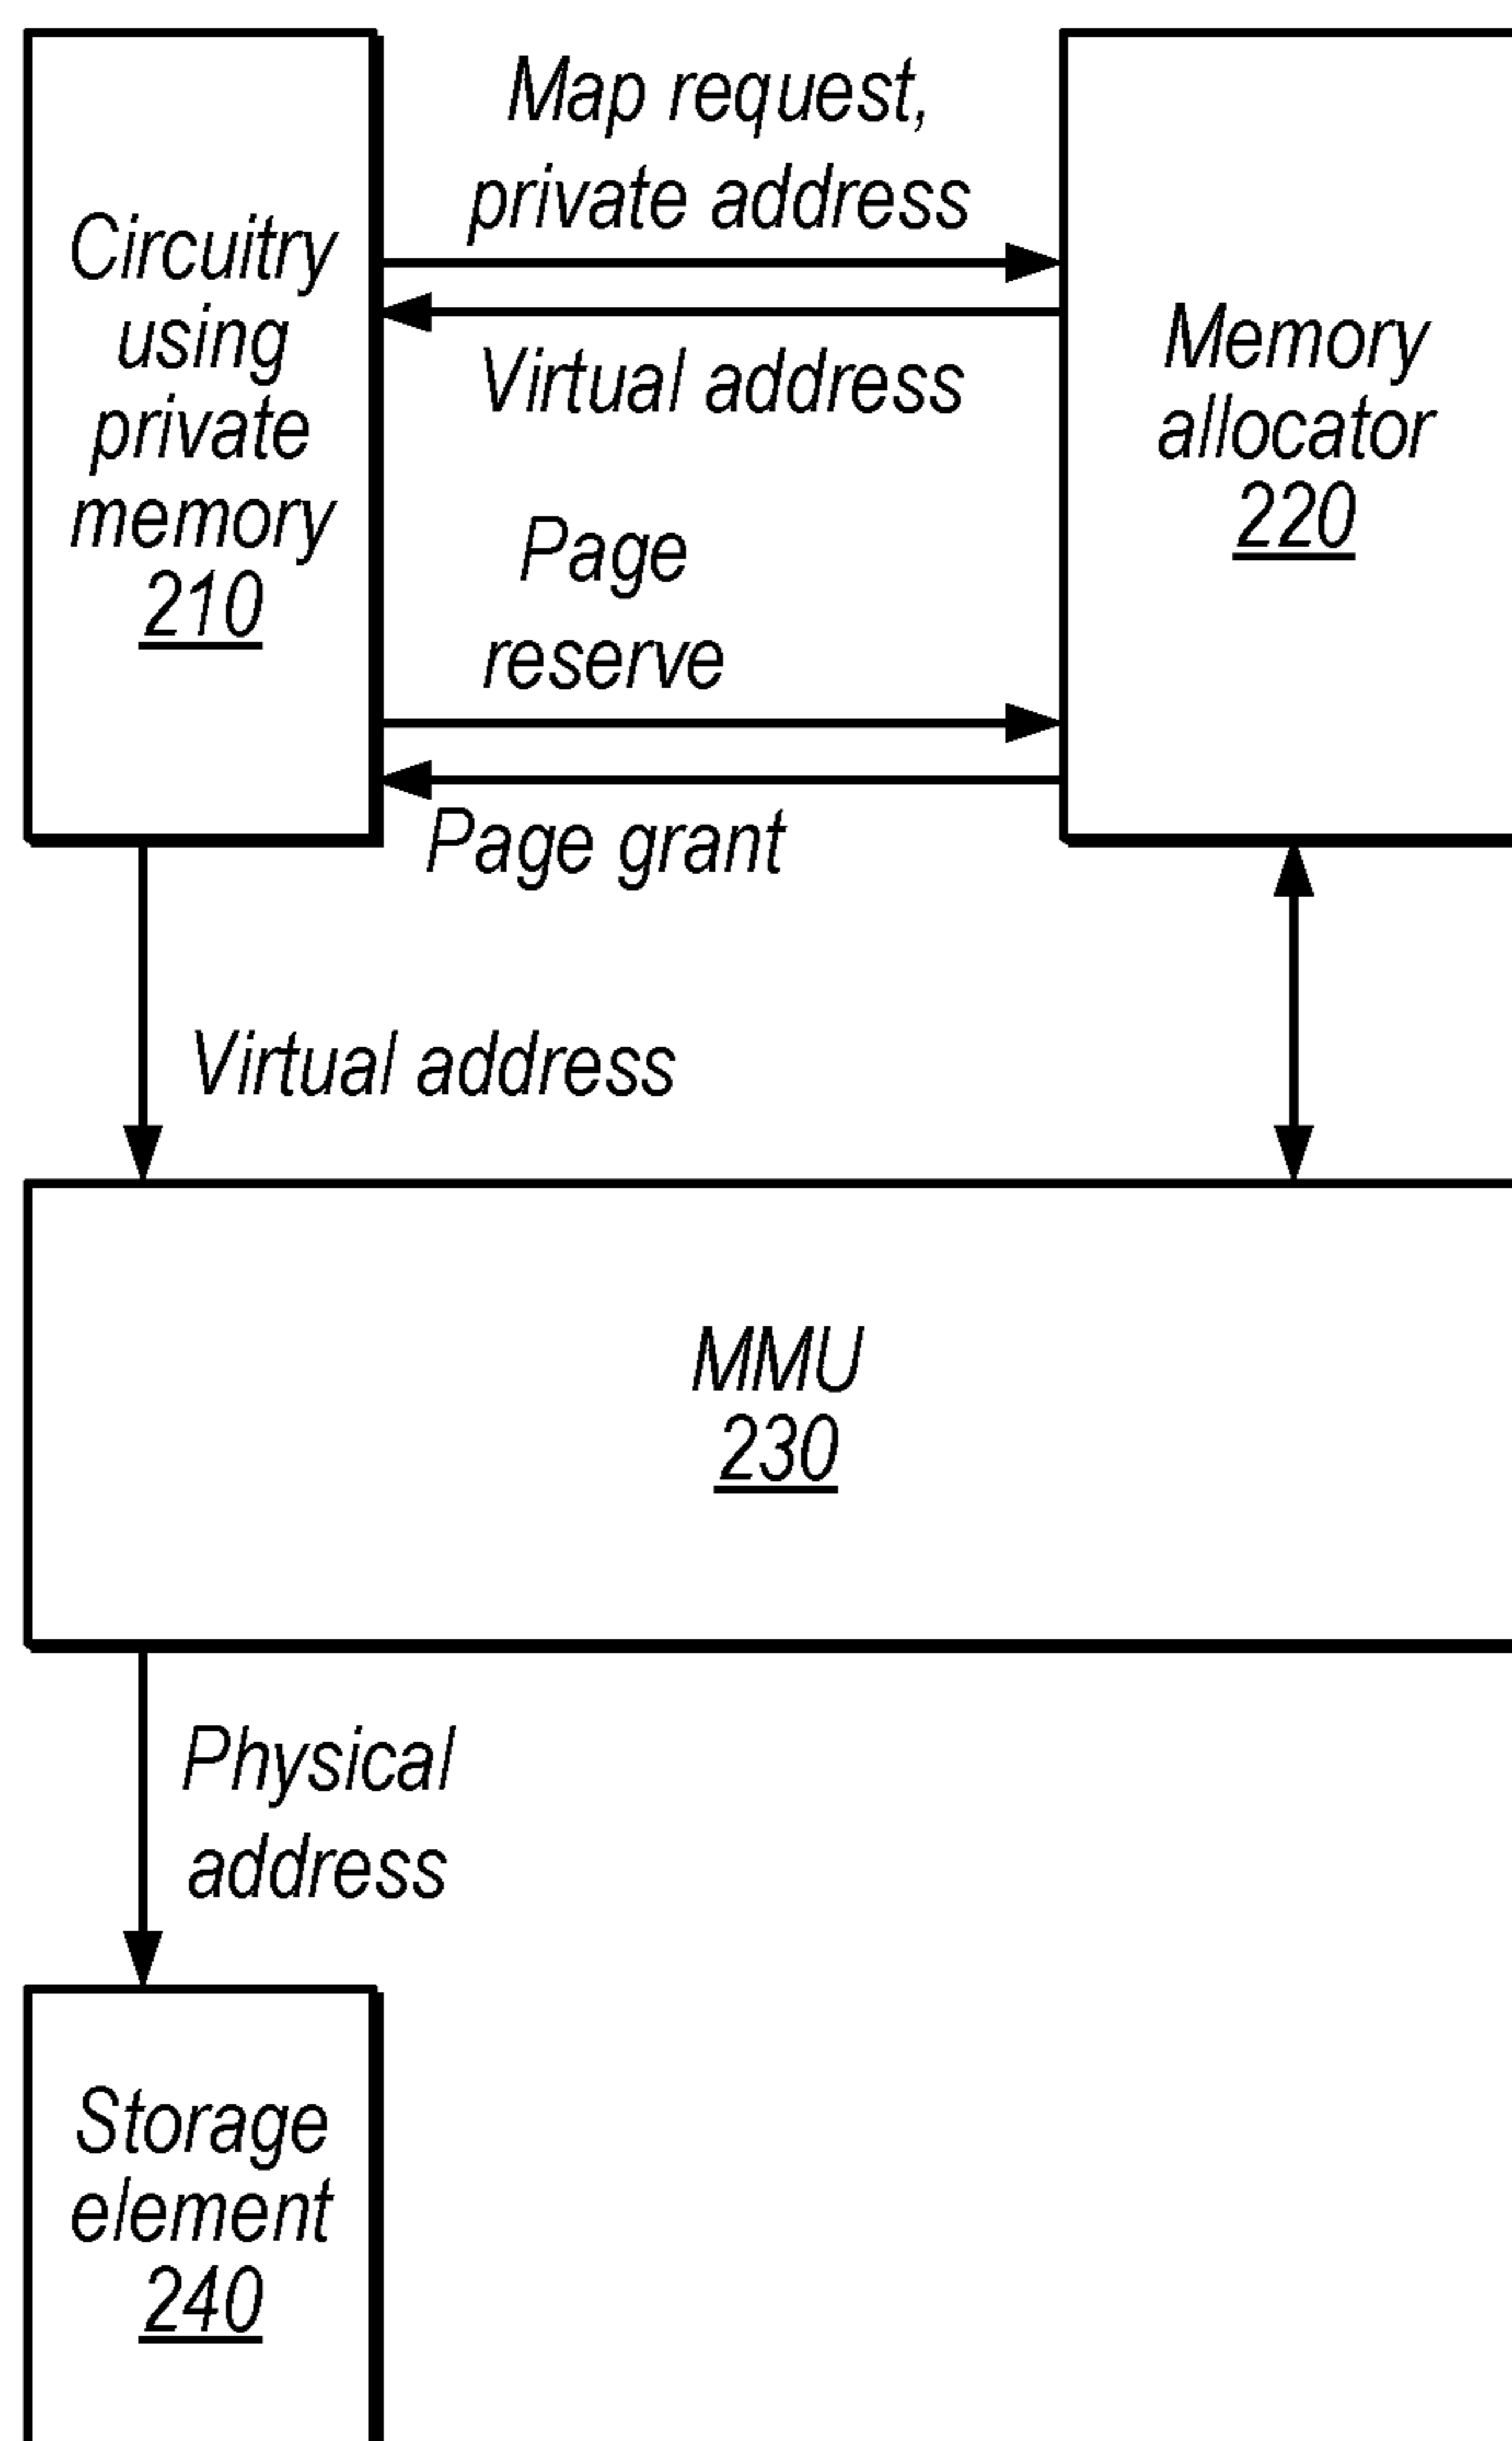 Circuitry
using
private
memory
210
Map request,
private address
Virtual address
Page
reserve
Page grant
Memory
allocator
220
Virtual address
MMU
230
Physical
address
Storage
element
240